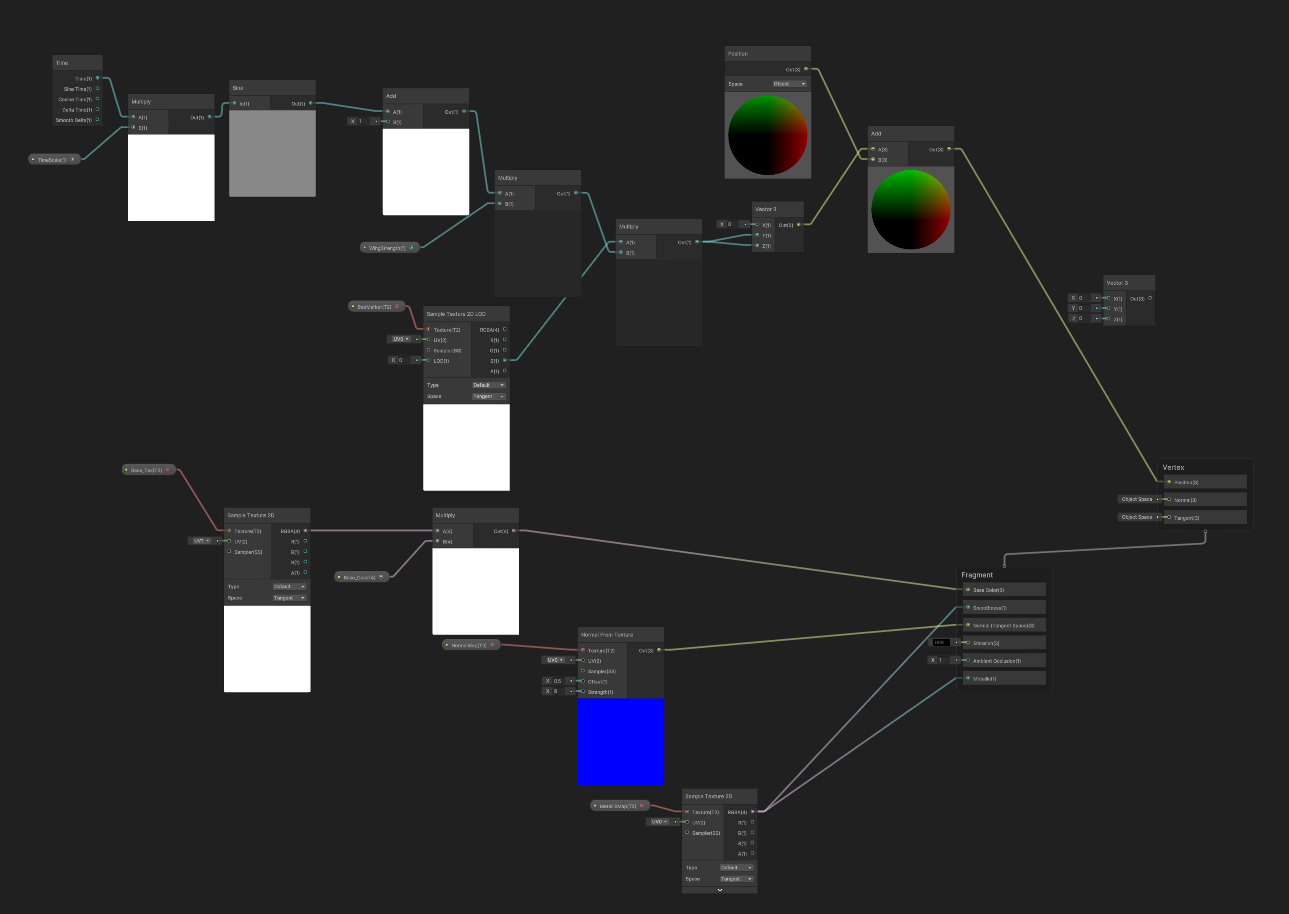 Time
Time(1)
Sine Time(1)
Cosine Time(1)
Delta Time(1)
Smooth Delta(1)
TimeScale(1)
Multiply
A(1)
B(1)
Out(1)
Sine
In(1)
Out(1)
Add
A(1)
B(1)
Out(1)
X 1
Multiply
A(1)
B(1)
Out(1)
WingStrength(1)
Multiply
A(1)
B(1)
Out(1)
Position
Out(3)
Space
Object
Vector 3
X 0
X(1)
Y(1)
Z(1)
Out(3)
Add
A(3)
B(3)
Out(3)
Vector 3
X 0
Y 0
Z 0
X(1)
Y(1)
Z(1)
Out(3)
BeeMarker(T2)
Sample Texture 2D LOD
Texture(T2)
UV(2)
Sampler(SS)
LOD(1)
UV0
X 0
RGBA(4)
R(1)
G(1)
B(1)
A(1)
Type
Default
Space
Tangent
Sample Texture 2D
Texture(T2)
UV(2)
Sampler(SS)
RGBA(4)
R(1)
B(1)
A(1)
Type
Default
Space
Tangent
Multiply
A(4)
B(4)
Out(4)
Base_Color(4)
NormalMap(T2)
Normal From Texture
Texture(T2)
UV(2)
Sampler(SS)
Offset(1)
Strength(1)
UV0
X 0.5
X 8
Out(3)
MetallicMap(T2)
Sample Texture 2D
Texture(T2)
UV(2)
Sampler(SS)
UV0
RGBA(4)
R(1)
B(1)
A(1)
Type
Default
Space
Tangent
Vertex
Position(3)
Object Space
Normal(3)
Object Space
Tangent(3)
Fragment
Base Color(3)
Smoothness(1)
Normal (Tangent Space)(3)
HDR
Emission(3)
X 1
Ambient Occlusion(1)
Metallic(1)